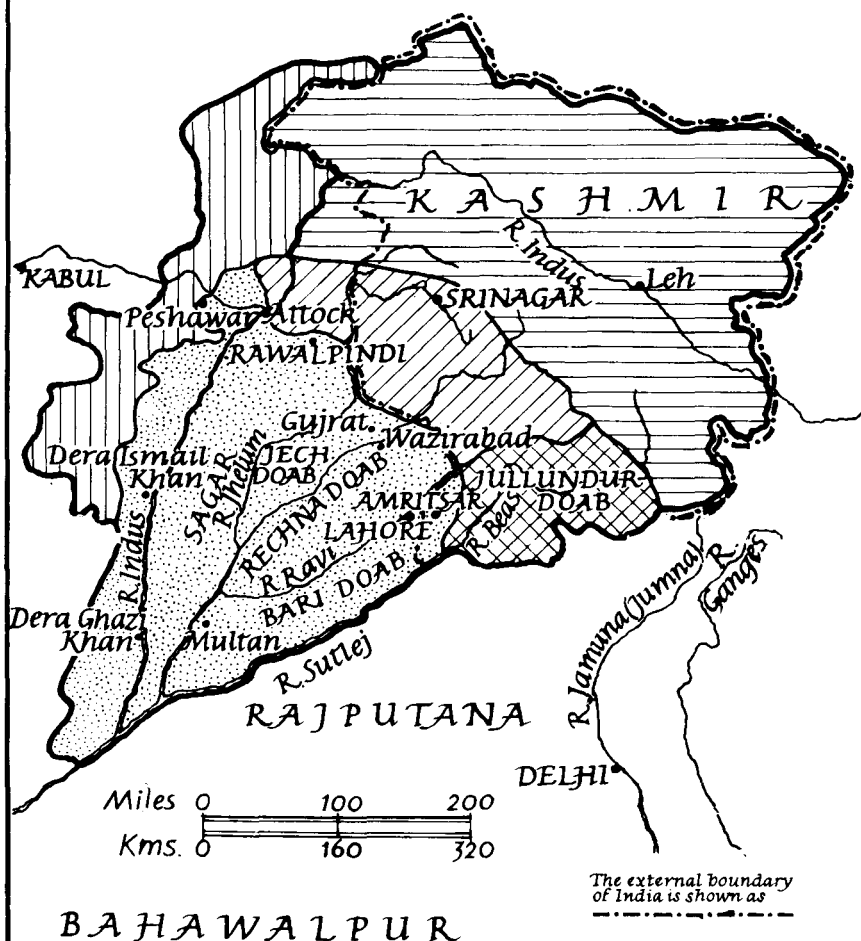 KASHMIR
R. Indus
Leh
KABUL
SRINAGAR
Peshawar
Attock
RAWALPINDI
Gujrat
Wazirabad
Dera Ismail
Khan
SAGAR
R. Jhelum
JECH
DOAB
RECHNA DOAB
AMRITSAR
LAHORE
JULLUNDUR-
DOAB
R. Beas
R. Ravi
BARI DOAB
R. Indus
Dera Ghazi
Khan
Multan
R. Sutlej
RAJPUTANA
R. Jamuna (Jumna)
R.
Ganges
DELHI
Miles 0 100 200
Kms. 0 160 320
The external boundary
of India is shown as
BAHAWALPUR